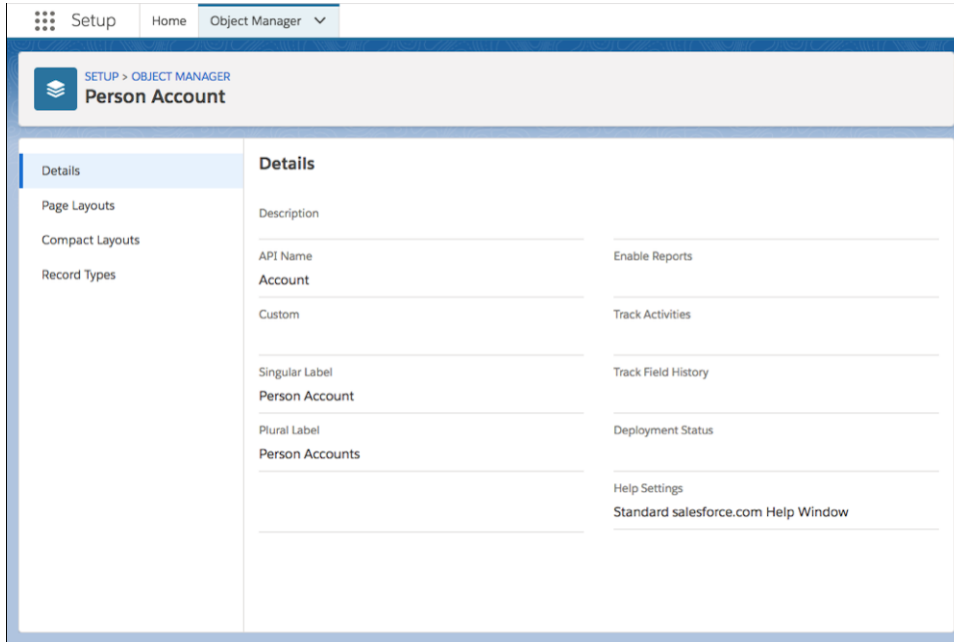 Setup Home Object Manager
SETUP > OBJECT MANAGER
Person Account
Details
Page Layouts
Compact Layouts
Record Types
Details
Description
API Name
Account
Enable Reports
Custom
Track Activities
Singular Label
Person Account
Track Field History
Plural Label
Person Accounts
Deployment Status
Help Settings
Standard salesforce.com Help Window